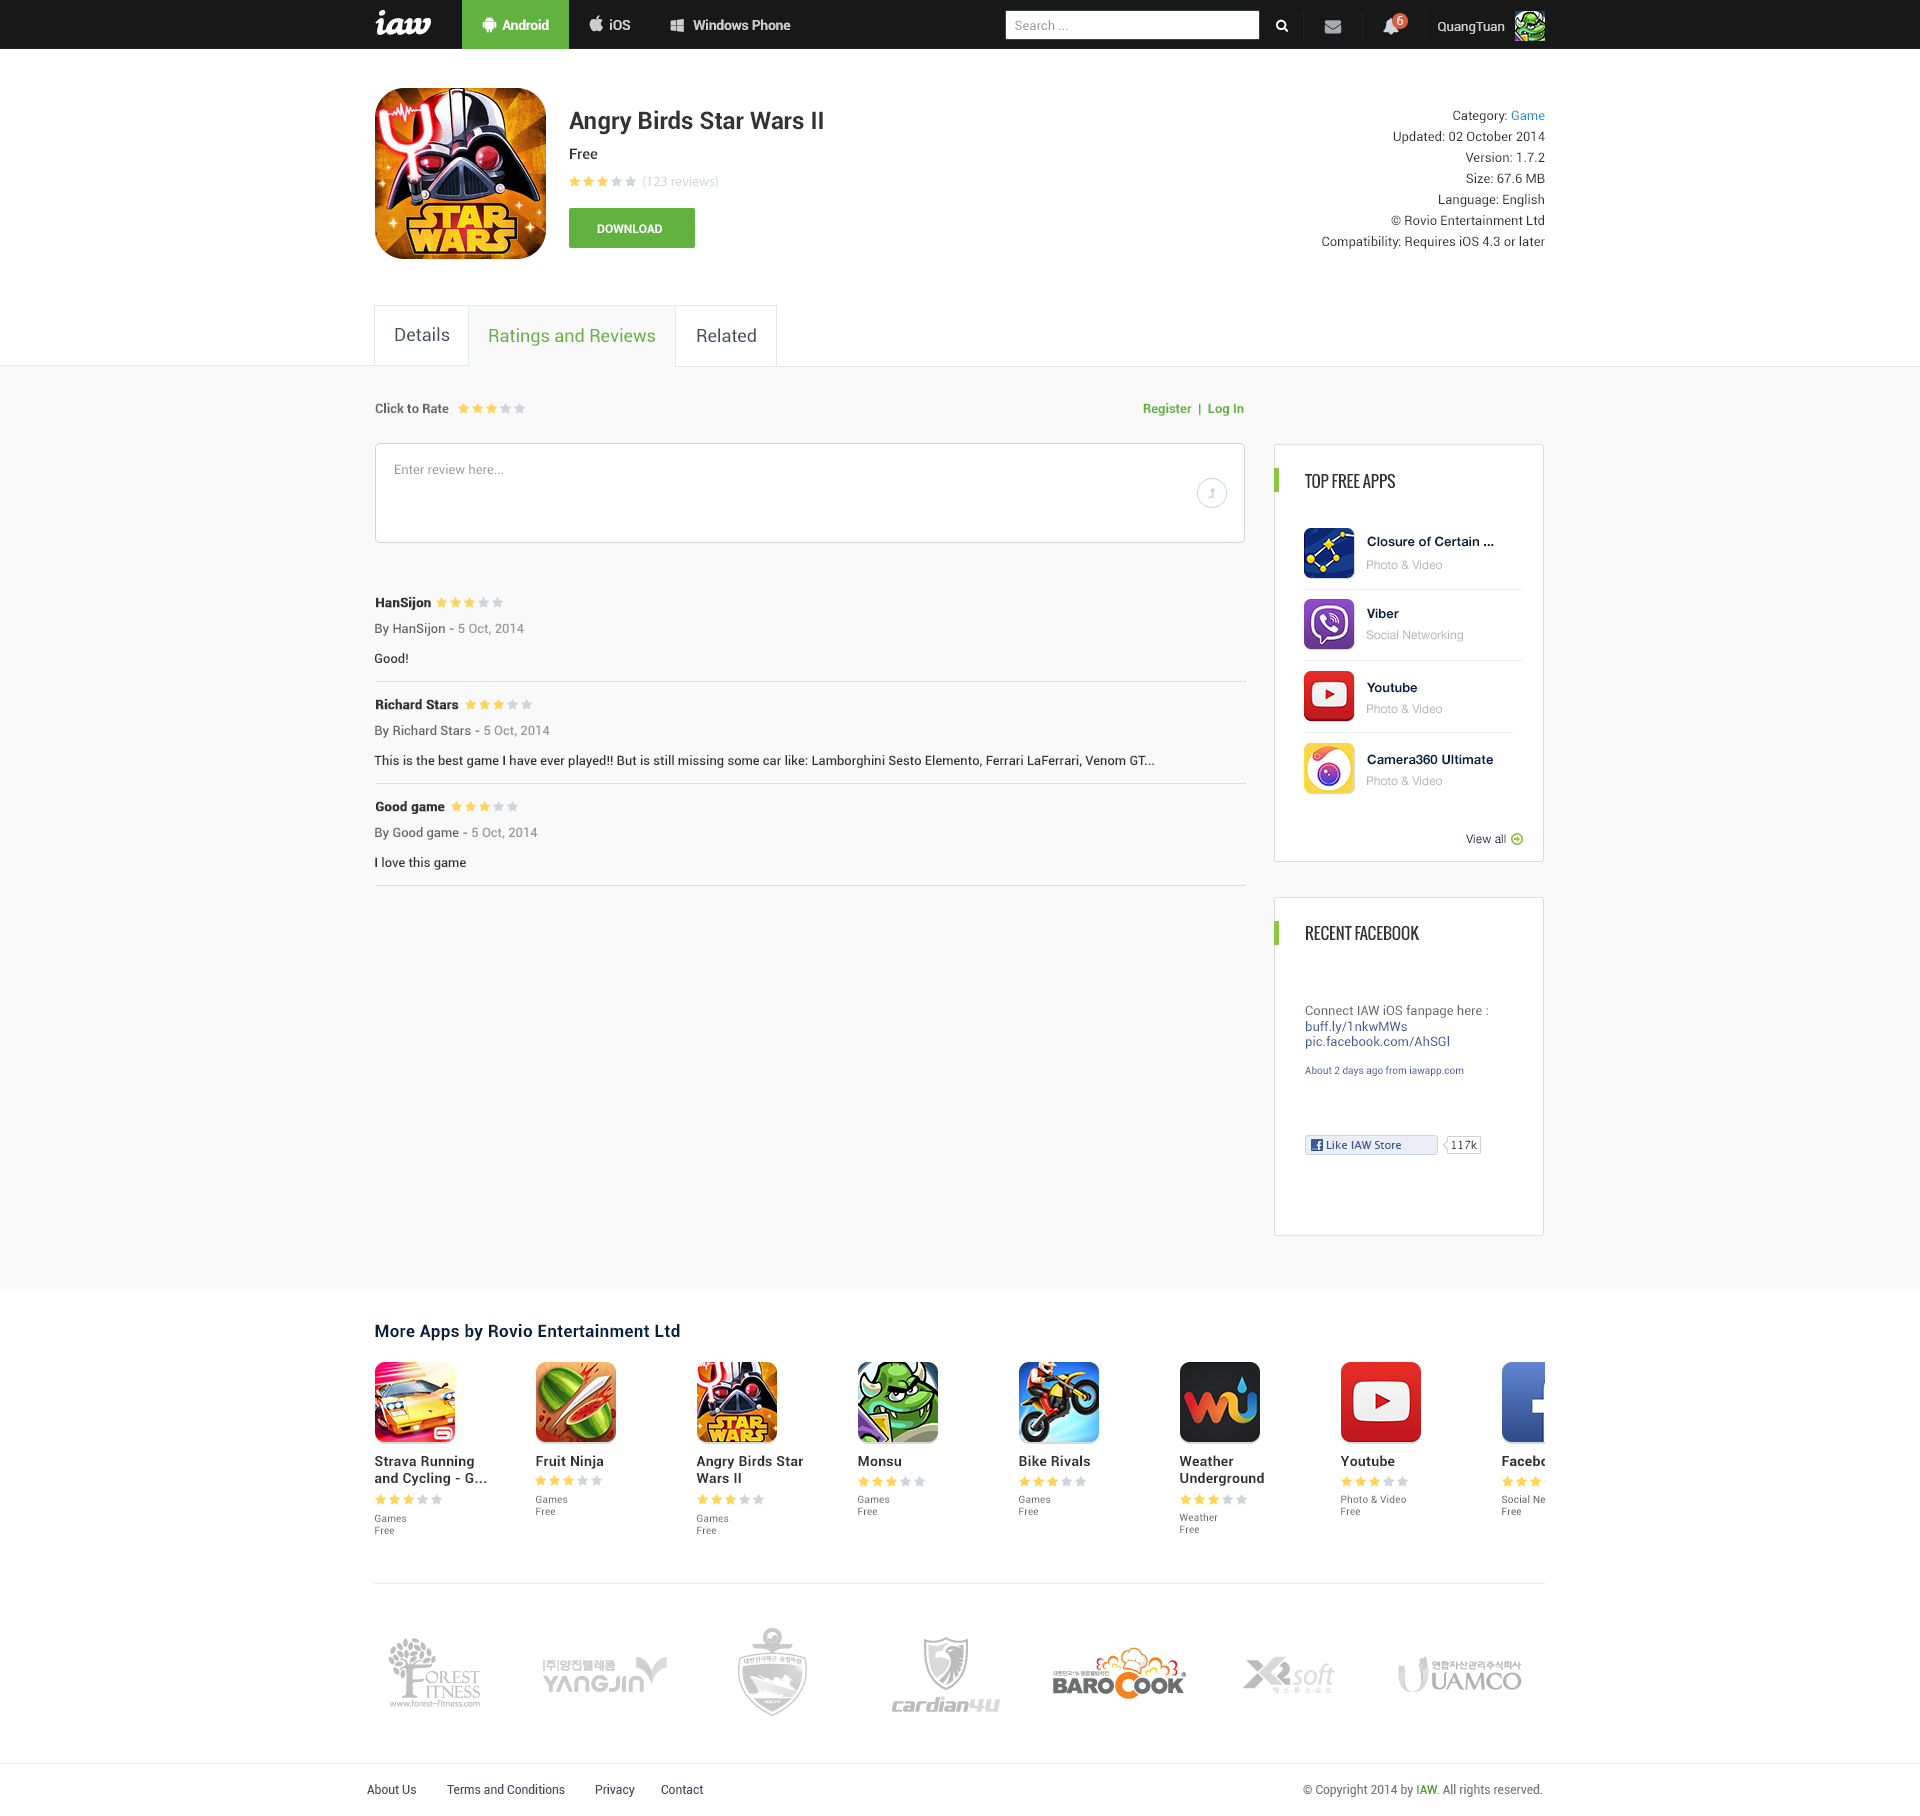 iaw
Android
iOS
Windows Phone
Search ...
6
QuangTuan
STAR
WARS
Angry Birds Star Wars II
Free
(123 reviews)
DOWNLOAD
Category: Game
Updated: 02 October 2014
Version: 1.7.2
Size: 67.6 MB
Language: English
© Rovio Entertainment Ltd
Compatibility: Requires iOS 4.3 or later
Details
Ratings and Reviews
Related
Click to Rate
Register | Log In
Enter review here...
HanSijon
By HanSijon - 5 Oct, 2014
Good!
Richard Stars
By Richard Stars - 5 Oct, 2014
This is the best game I have ever played!! But is still missing some car like: Lamborghini Sesto Elemento, Ferrari LaFerrari, Venom GT...
Good game
By Good game - 5 Oct, 2014
I love this game
TOP FREE APPS
Closure of Certain ...
Photo & Video
Viber
Social Networking
Youtube
Photo & Video
Camera360 Ultimate
Photo & Video
View all
RECENT FACEBOOK
Connect IAW iOS fanpage here :
buff.ly/1nkwMWs
pic.facebook.com/AhSGl
About 2 days ago from iawapp.com
Like IAW Store
117k
More Apps by Rovio Entertainment Ltd
STAR
WARS
Strava Running
and Cycling - G...
Games
Free
Fruit Ninja
Games
Free
Angry Birds Star
Wars II
Games
Free
Monsu
Games
Free
Bike Rivals
Games
Free
Weather
Underground
Weather
Free
Youtube
Photo & Video
Free
Facebo
Social Ne
Free
FOREST
FITNESS
www.forest-fitness.com
(주)양진텔레콤
YANGJIN
cardian4U
BAROCOOK
X2 soft
엑스투소프트
연합자산관리주식회사
UAMCO
About Us
Terms and Conditions
Privacy
Contact
© Copyright 2014 by IAW. All rights reserved.